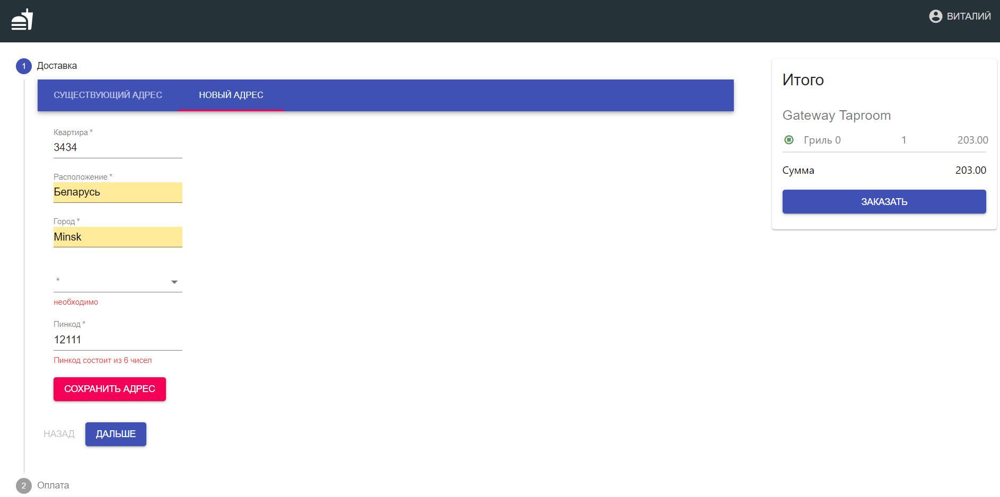 ВИТАЛИЙ
1 Доставка
СУЩЕСТВУЮЩИЙ АДРЕС НОВЫЙ АДРЕС
Квартира *
3434
Расположение *
Беларусь
Город *
Minsk
*
необходимо
Пинкод *
12111
Пинкод состоит из 6 чисел
СОХРАНИТЬ АДРЕС
НАЗАД ДАЛЬШЕ
2 Оплата
Итого
Gateway Taproom
Гриль 0 1 203.00
Сумма 203.00
ЗАКАЗАТЬ